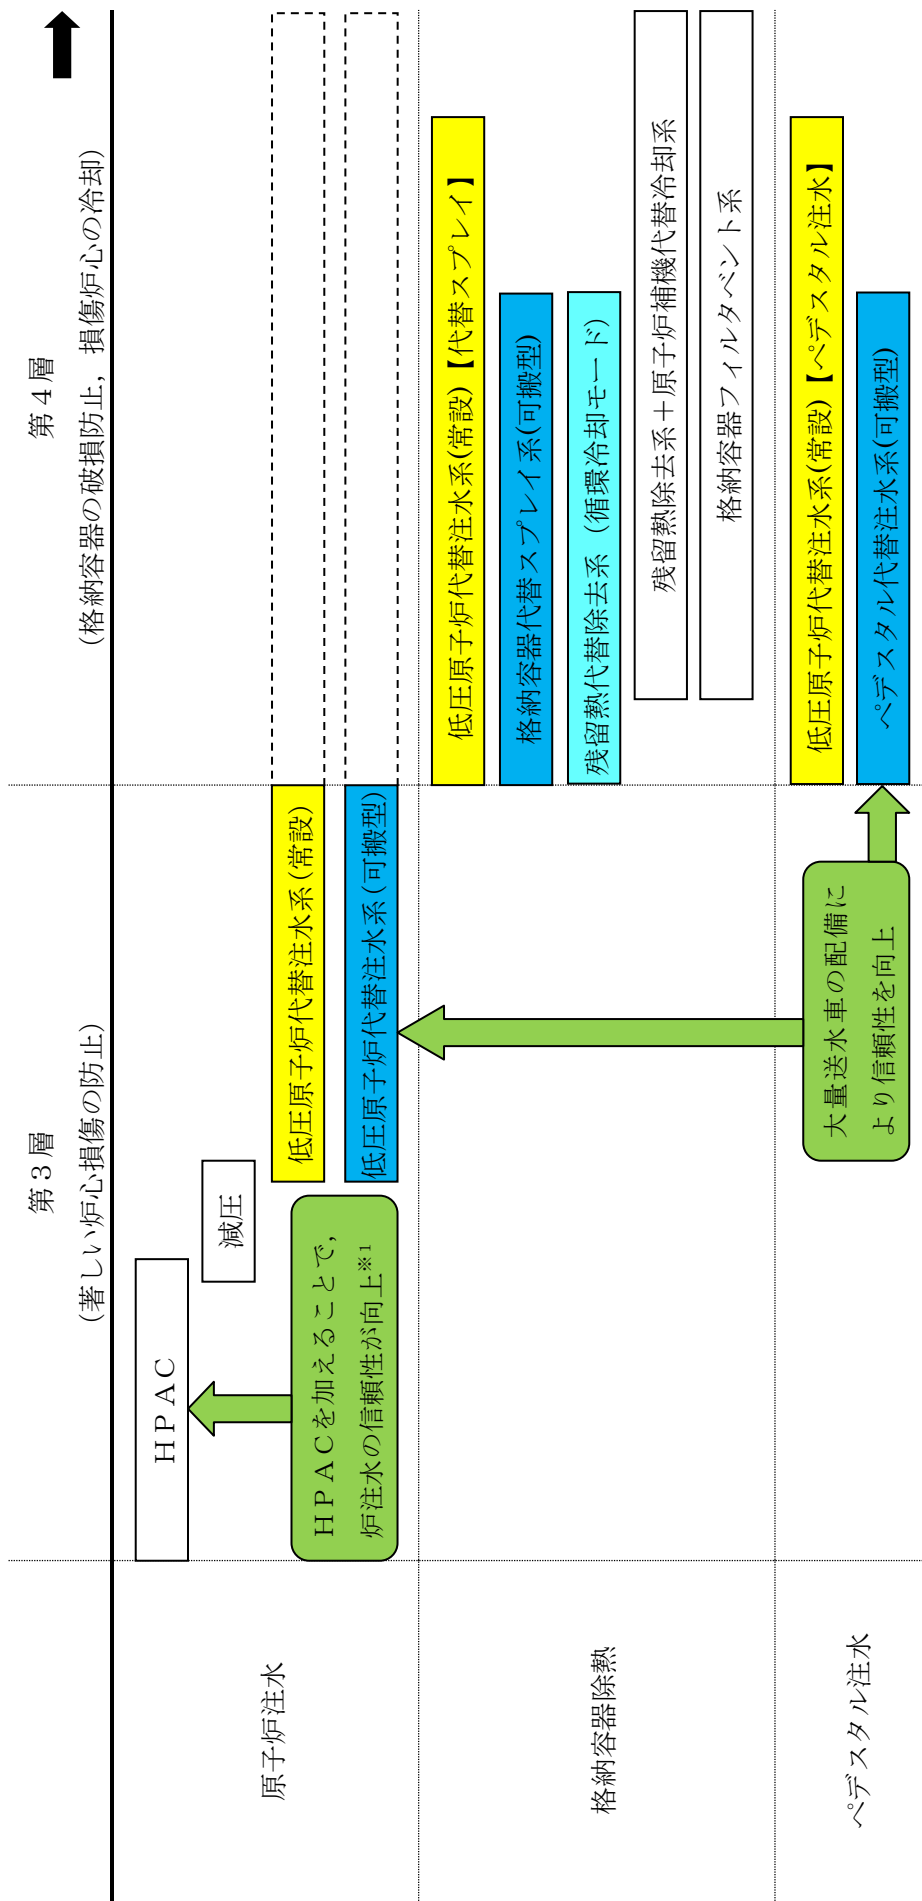 第３層
(著しい炉心損傷の防止)
第４層
(格納容器の破損防止， 損傷炉心の冷却)
原子炉注水
ＨＰＡＣ
減圧
ＨＰＡＣを加えることで，
炉注水の信頼性が向上※1
低圧原子炉代替注水系(常設)
低圧原子炉代替注水系(可搬型)
格納容器除熱
低圧原子炉代替注水系(常設)【代替スプレイ】
格納容器代替スプレイ系(可搬型)
残留熱代替除去系（循環冷却モード）
残留熱除去系＋原子炉補機代替冷却系
格納容器フィルタベント系
ペデスタル注水
大量送水車の配備に
より信頼性を向上
低圧原子炉代替注水系(常設)【ペデスタル注水】
ペデスタル代替注水系(可搬型)